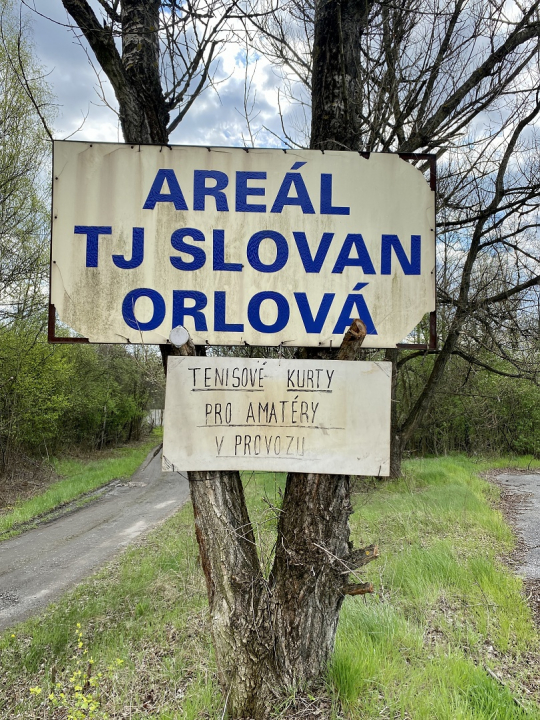 AREÁL
TJ SLOVAN
ORLOVÁ
TENISOVÉ KURTY
PRO AMATÉRY
V PROVOZU